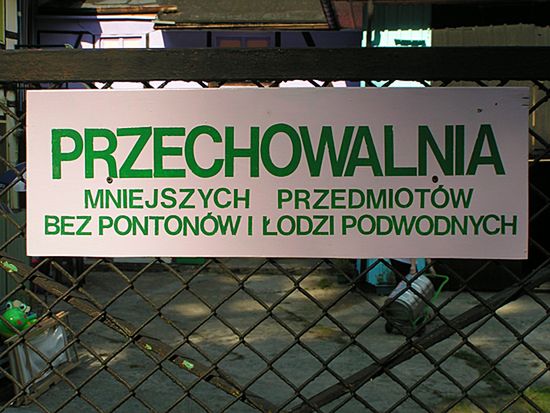 PRZECHOWALNIA
MNIEJSZYCH PRZEDMIOTÓW
BEZ PONTONÓW I ŁODZI PODWODNYCH